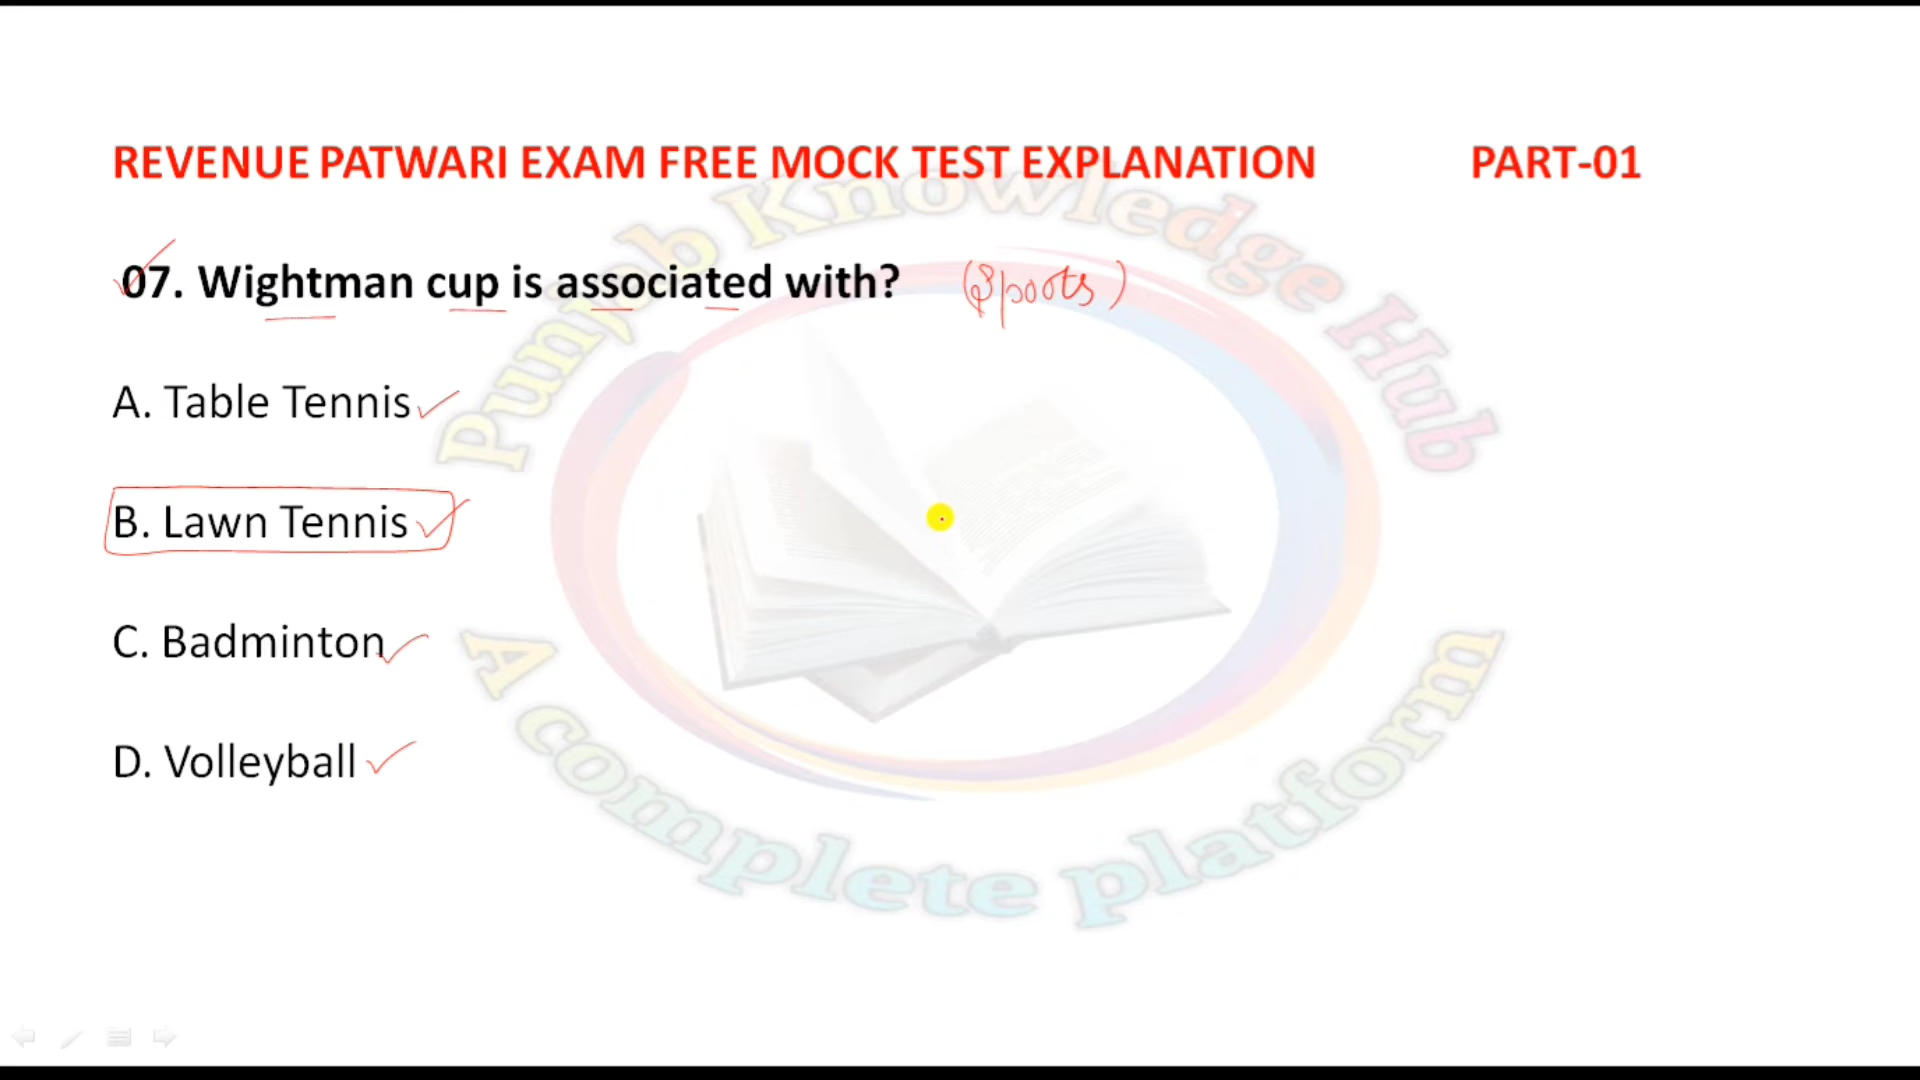 REVENUE PATWARI EXAM FREE MOCK TEST EXPLANATION PART-01
Punjab Knowledge Hub
07. Wightman cup is associated with? (Sports)
A. Table Tennis
B. Lawn Tennis
C. Badminton
D. Volleyball
A complete platform